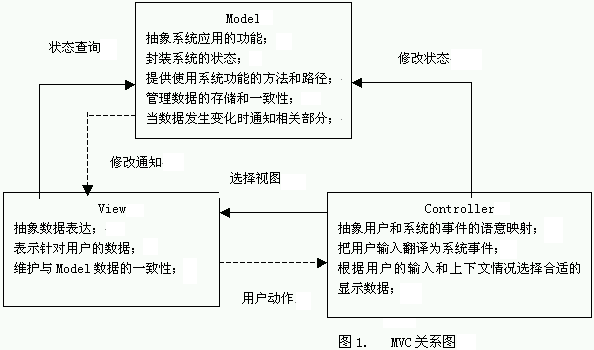 Model
抽象系统应用的功能；
封装系统的状态；
提供使用系统功能的方法和路径；
管理数据的存储和一致性；
当数据发生变化时通知相关部分；
状态查询
修改状态
修改通知
选择视图
View
抽象数据表达；
表示针对用户的数据；
维护与Model数据的一致性；
Controller
抽象用户和系统的事件的语意映射；
把用户输入翻译为系统事件；
根据用户的输入和上下文情况选择合适的
显示数据；
用户动作
图1. MVC关系图